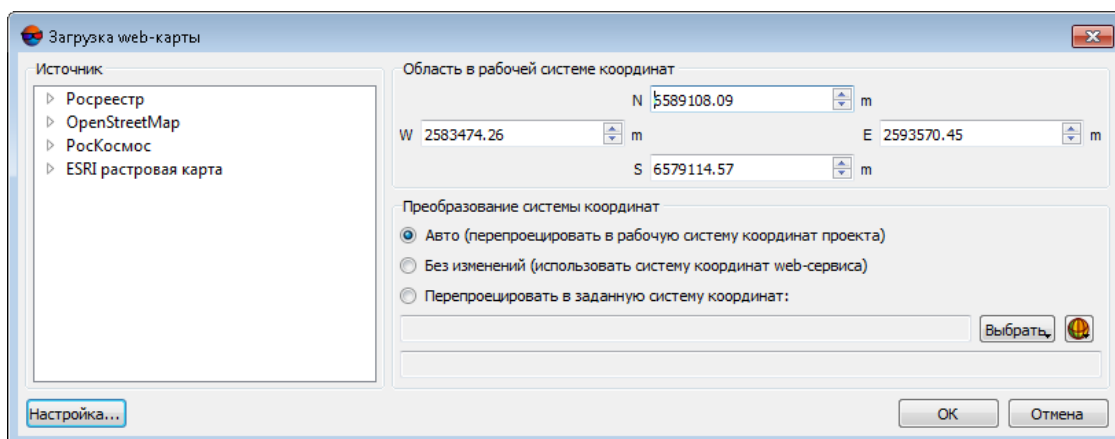 Загрузка web-карты
Источник
Росреестр
OpenStreetMap
РосКосмос
ESRI растровая карта
Область в рабочей системе координат
N 5589108.09 m
W 2583474.26 m E 2593570.45 m
S 6579114.57 m
Преобразование системы координат
Авто (перепроецировать в рабочую систему координат проекта)
Без изменений (использовать систему координат web-сервиса)
Перепроецировать в заданную систему координат:
Выбрать
Настройка...
OK Отмена